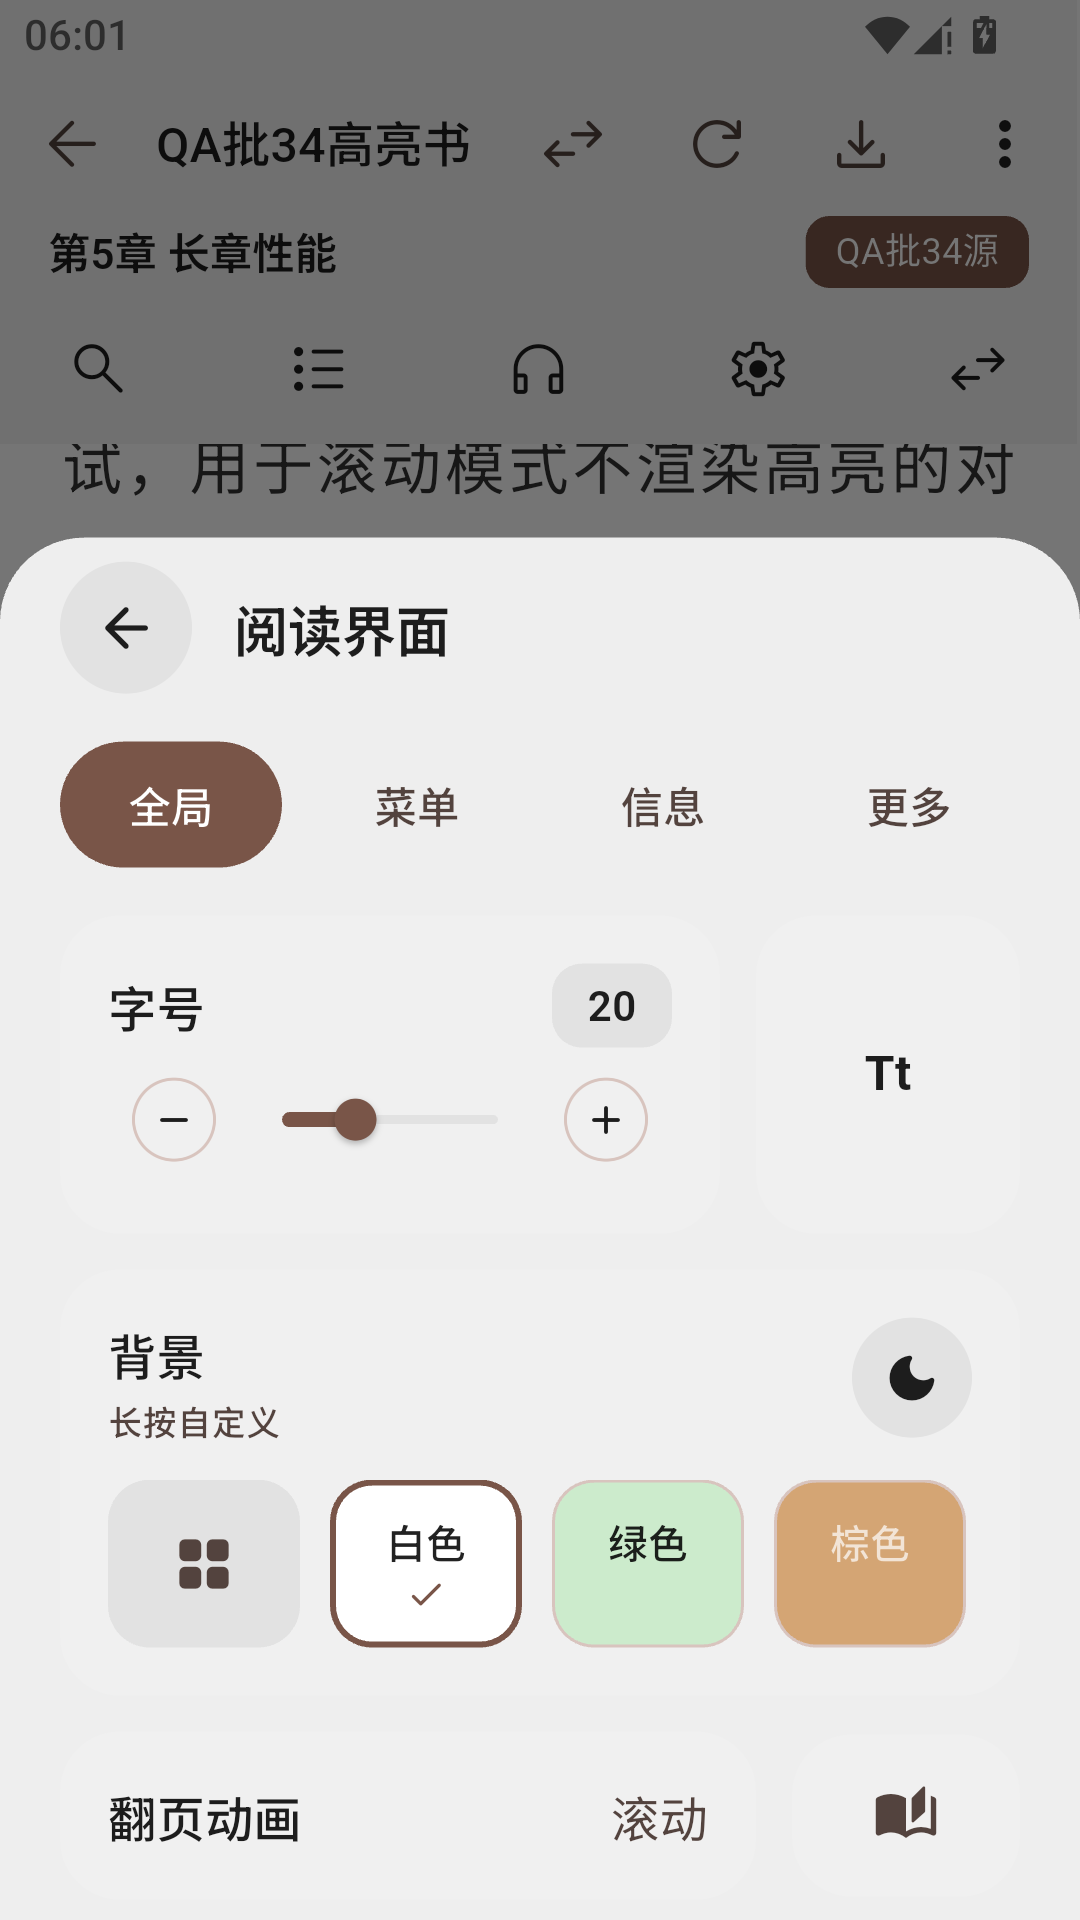 06:01
QA批34高亮书
第5章 长章性能
QA批34源
试，用于滚动模式不渲染高亮的对
阅读界面
全局
菜单
信息
更多
字号
20
Tt
背景
长按自定义
白色
绿色
棕色
翻页动画
滚动